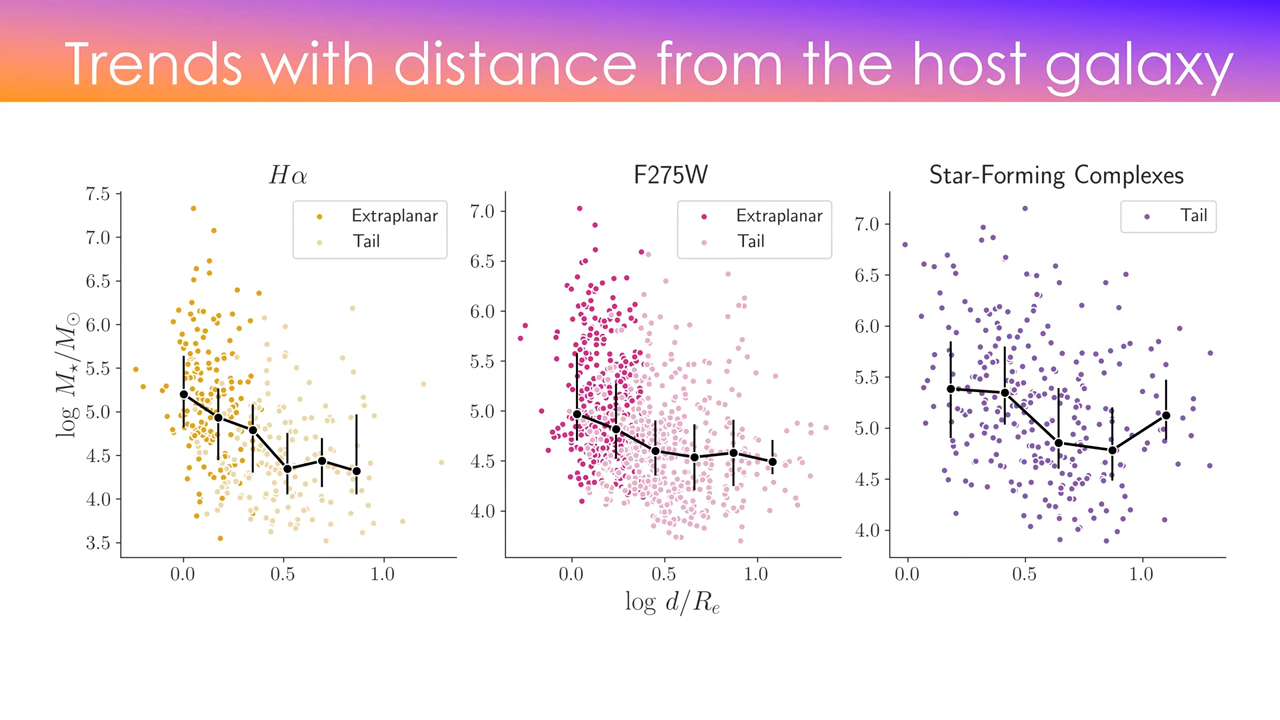 Trends with distance from the host galaxy
Hα
F275W
Star-Forming Complexes
Extraplanar
Tail
Extraplanar
Tail
Tail
log M⋆/M⊙
7.5
7.0
6.5
6.0
5.5
5.0
4.5
4.0
3.5
7.0
6.5
6.0
5.5
5.0
4.5
4.0
7.0
6.5
6.0
5.5
5.0
4.5
4.0
0.0 0.5 1.0
0.0 0.5 1.0
0.0 0.5 1.0
log d/Rₑ